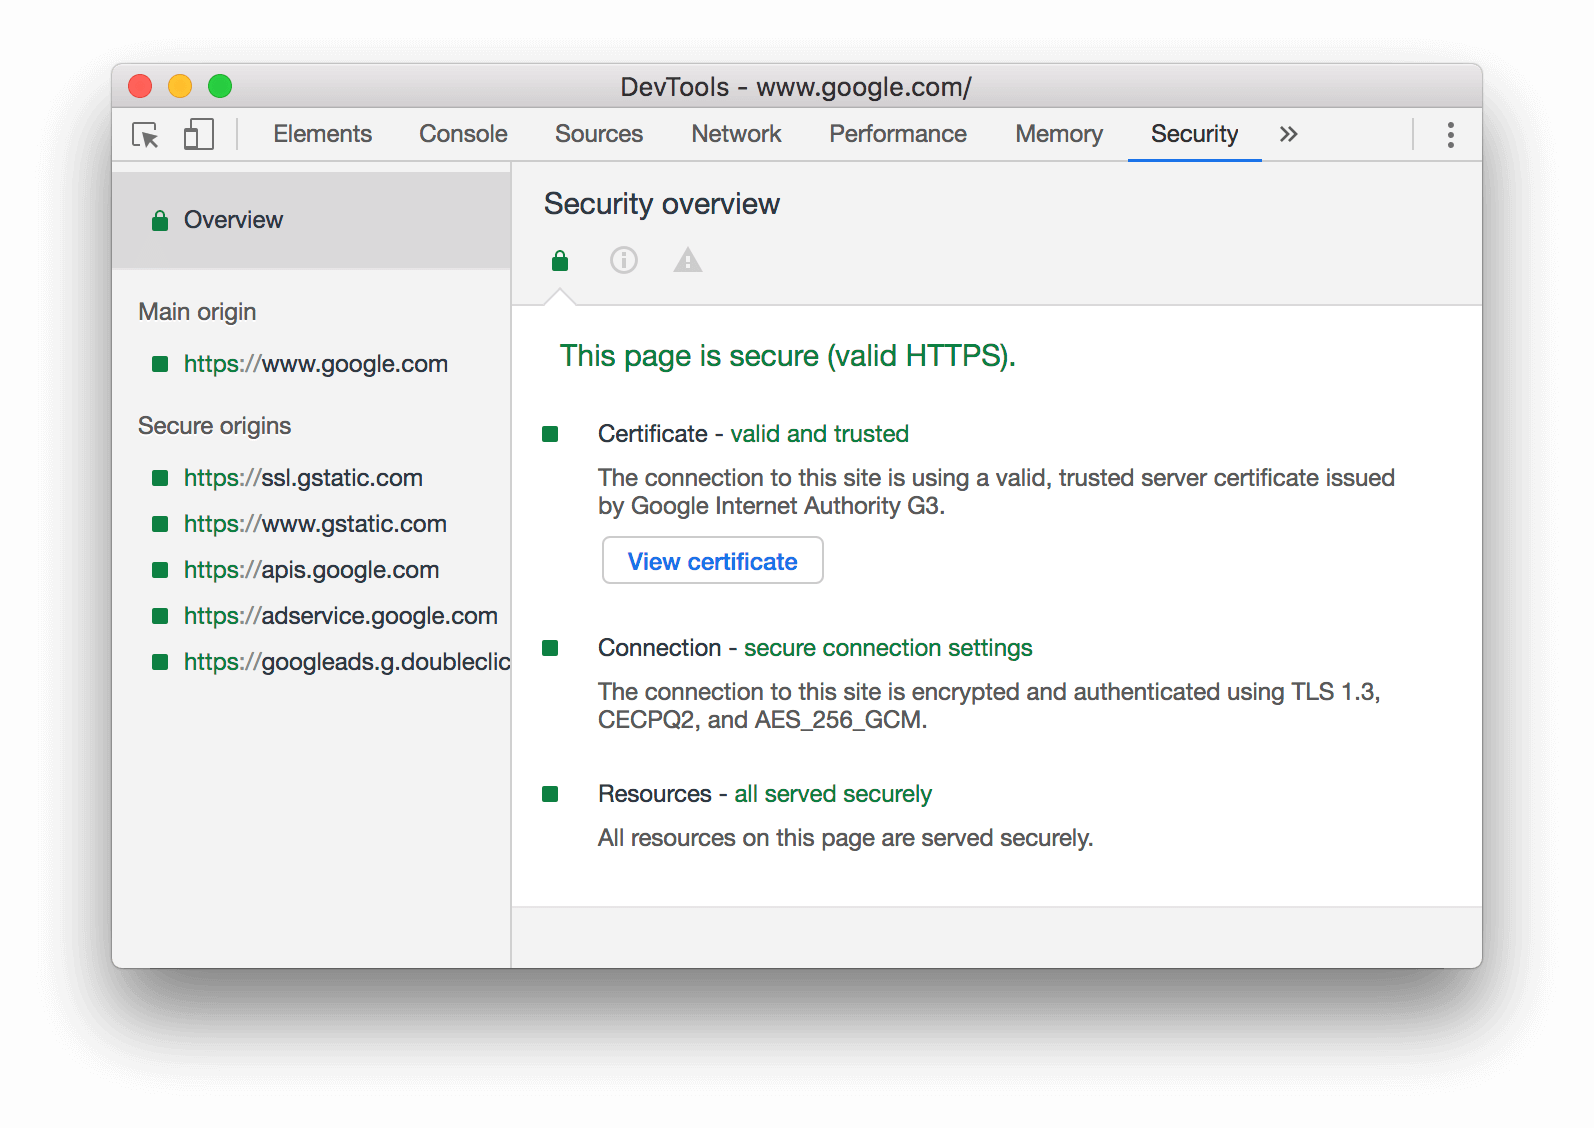 DevTools - www.google.com/
Elements Console Sources Network Performance Memory Security »
Overview
Main origin
https://www.google.com
Secure origins
https://ssl.gstatic.com
https://www.gstatic.com
https://apis.google.com
https://adservice.google.com
https://googleads.g.doubleclic
Security overview
This page is secure (valid HTTPS).
Certificate - valid and trusted
The connection to this site is using a valid, trusted server certificate issued
by Google Internet Authority G3.
View certificate
Connection - secure connection settings
The connection to this site is encrypted and authenticated using TLS 1.3,
CECPQ2, and AES_256_GCM.
Resources - all served securely
All resources on this page are served securely.